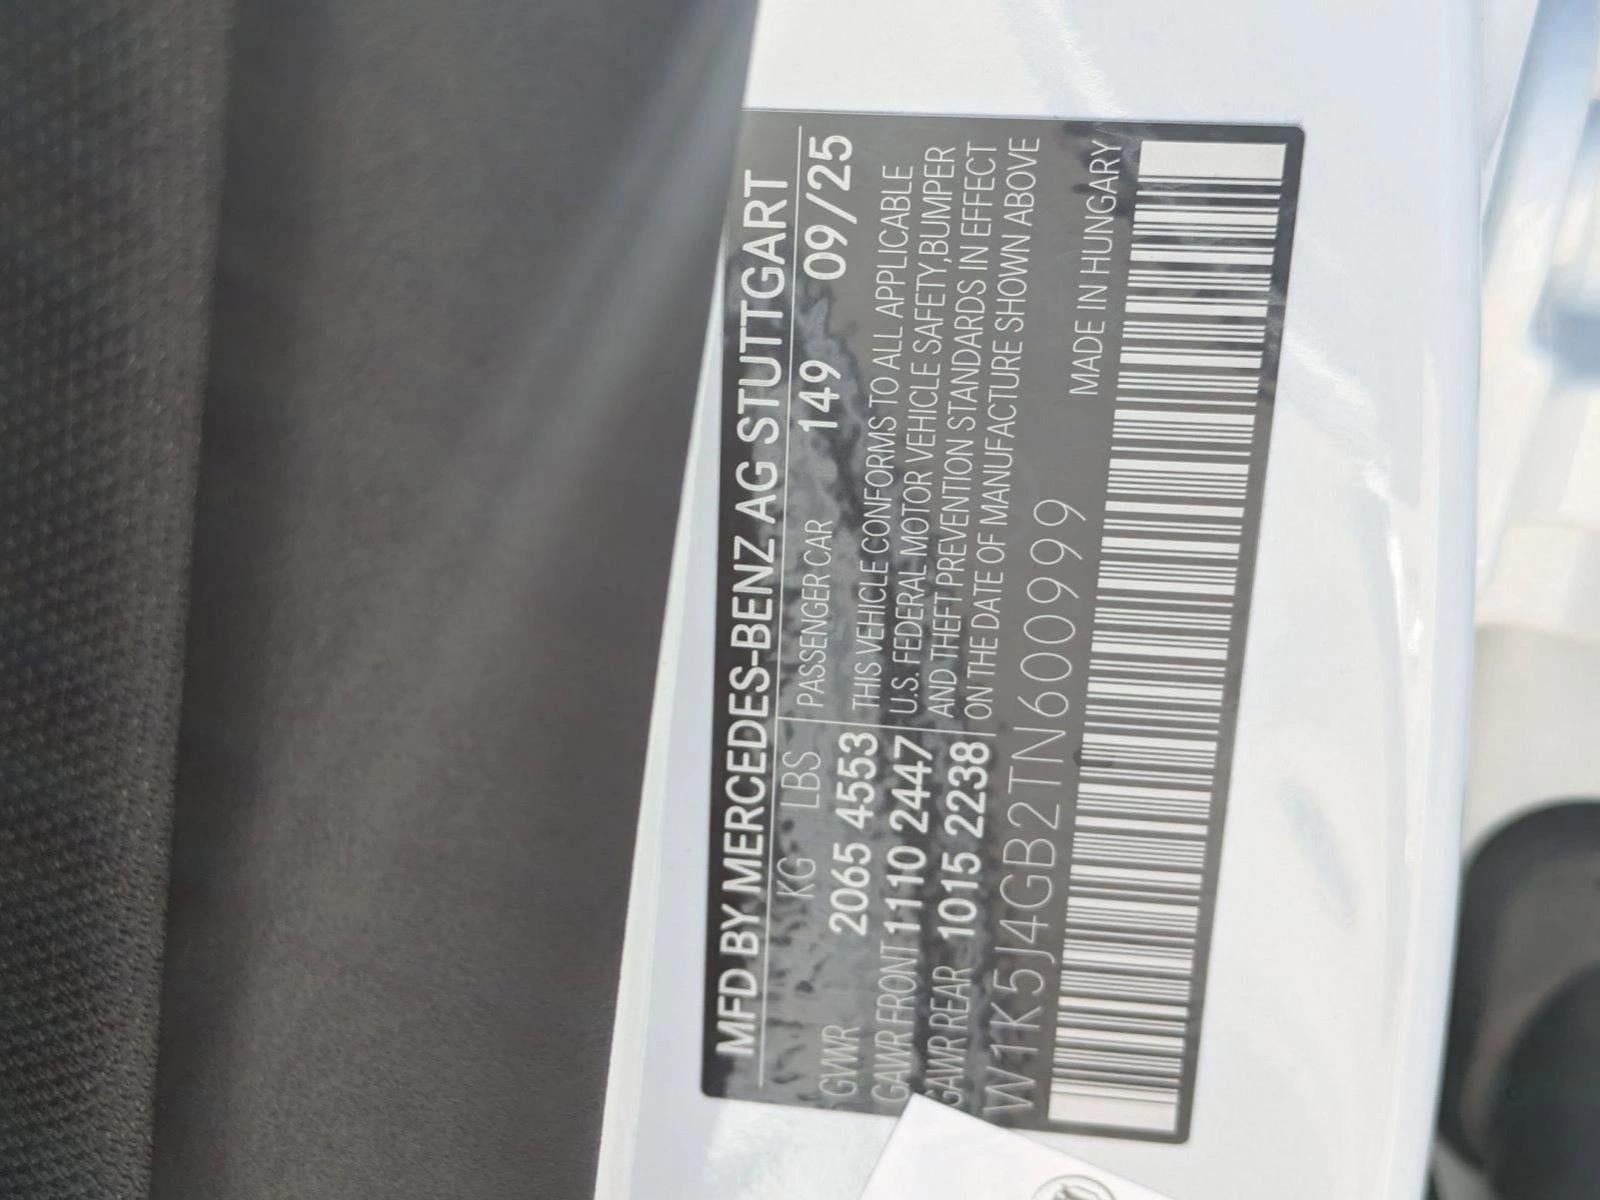 MFD BY MERCEDES-BENZ AG STUTTGART
KG LBS PASSENGER CAR 149 09/25
GVWR 2065 4553 THIS VEHICLE CONFORMS TO ALL APPLICABLE
GAWR FRONT 1110 2447 U.S. FEDERAL MOTOR VEHICLE SAFETY,BUMPER
GAWR REAR 1015 2238 AND THEFT PREVENTION STANDARDS IN EFFECT
ON THE DATE OF MANUFACTURE SHOWN ABOVE
W1K5J4GB2TN600999 MADE IN HUNGARY